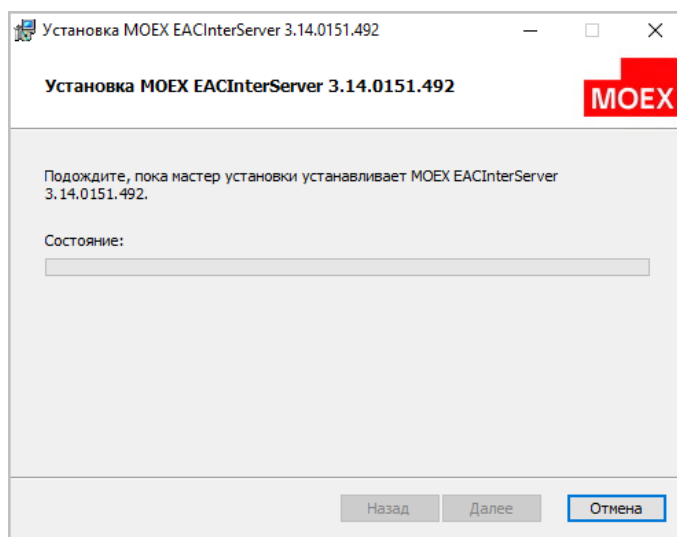 Установка MOEX EACInterServer 3.14.0151.492
Установка MOEX EACInterServer 3.14.0151.492
MOEX
Подождите, пока мастер установки устанавливает MOEX EACInterServer
3.14.0151.492.
Состояние:
Назад Далее Отмена